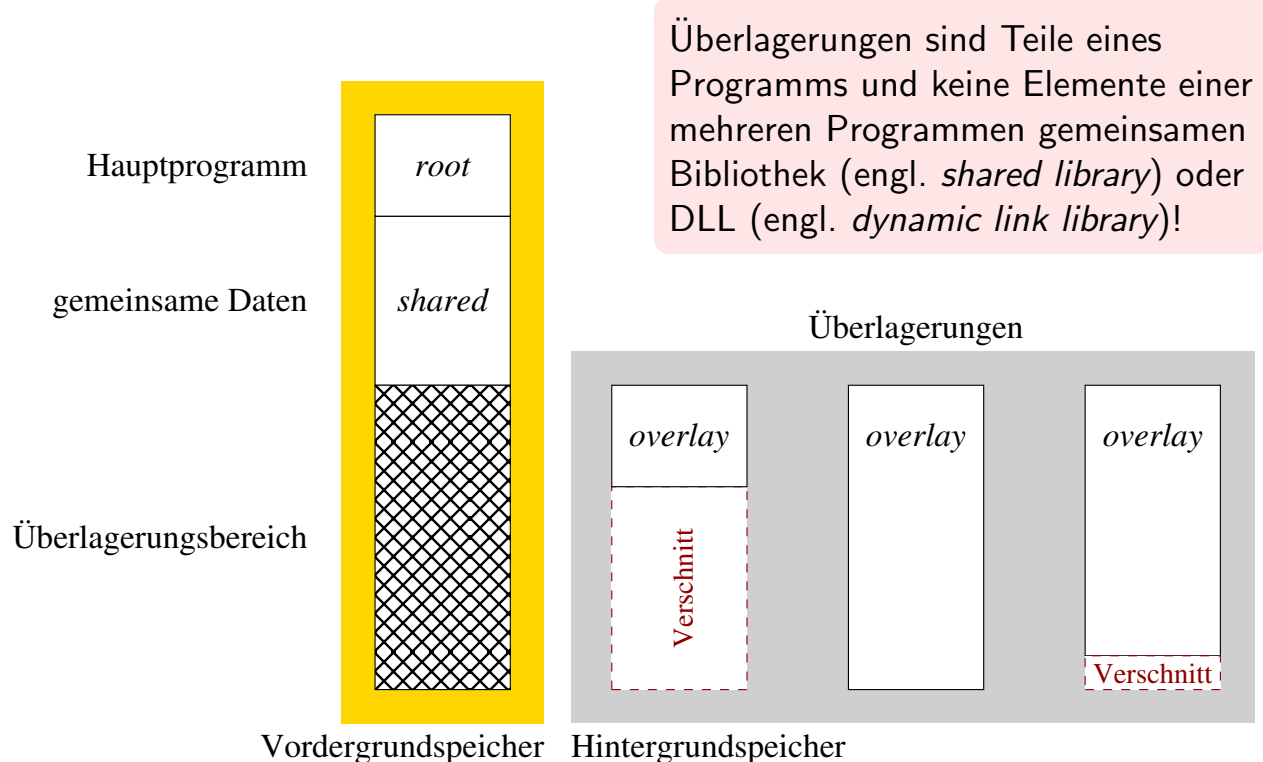 Überlagerungen sind Teile eines
Programms und keine Elemente einer
mehreren Programmen gemeinsamen
Bibliothek (engl. shared library) oder
DLL (engl. dynamic link library)!
Hauptprogramm
root
gemeinsame Daten
shared
Überlagerungen
overlay
overlay
overlay
Überlagerungsbereich
Verschnitt
Verschnitt
Vordergrundspeicher
Hintergrundspeicher